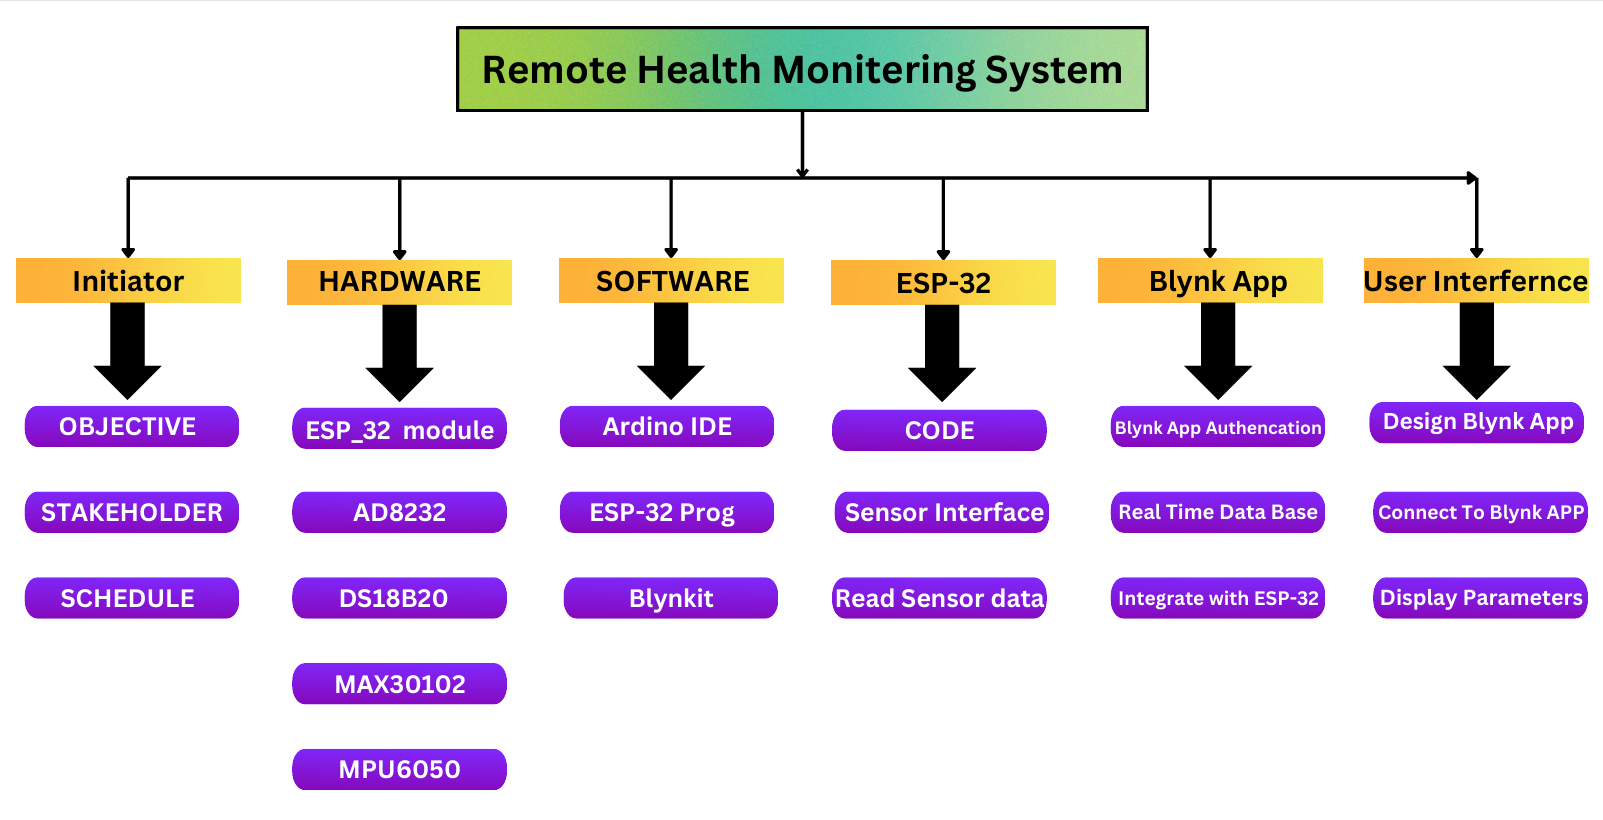 Remote Health Monitering System
Initiator
HARDWARE
SOFTWARE
ESP-32
Blynk App
User Interfernce
OBJECTIVE
STAKEHOLDER
SCHEDULE
ESP_32 module
AD8232
DS18B20
MAX30102
MPU6050
Ardino IDE
ESP-32 Prog
Blynkit
CODE
Sensor Interface
Read Sensor data
Blynk App Authencation
Real Time Data Base
Integrate with ESP-32
Design Blynk App
Connect To Blynk APP
Display Parameters